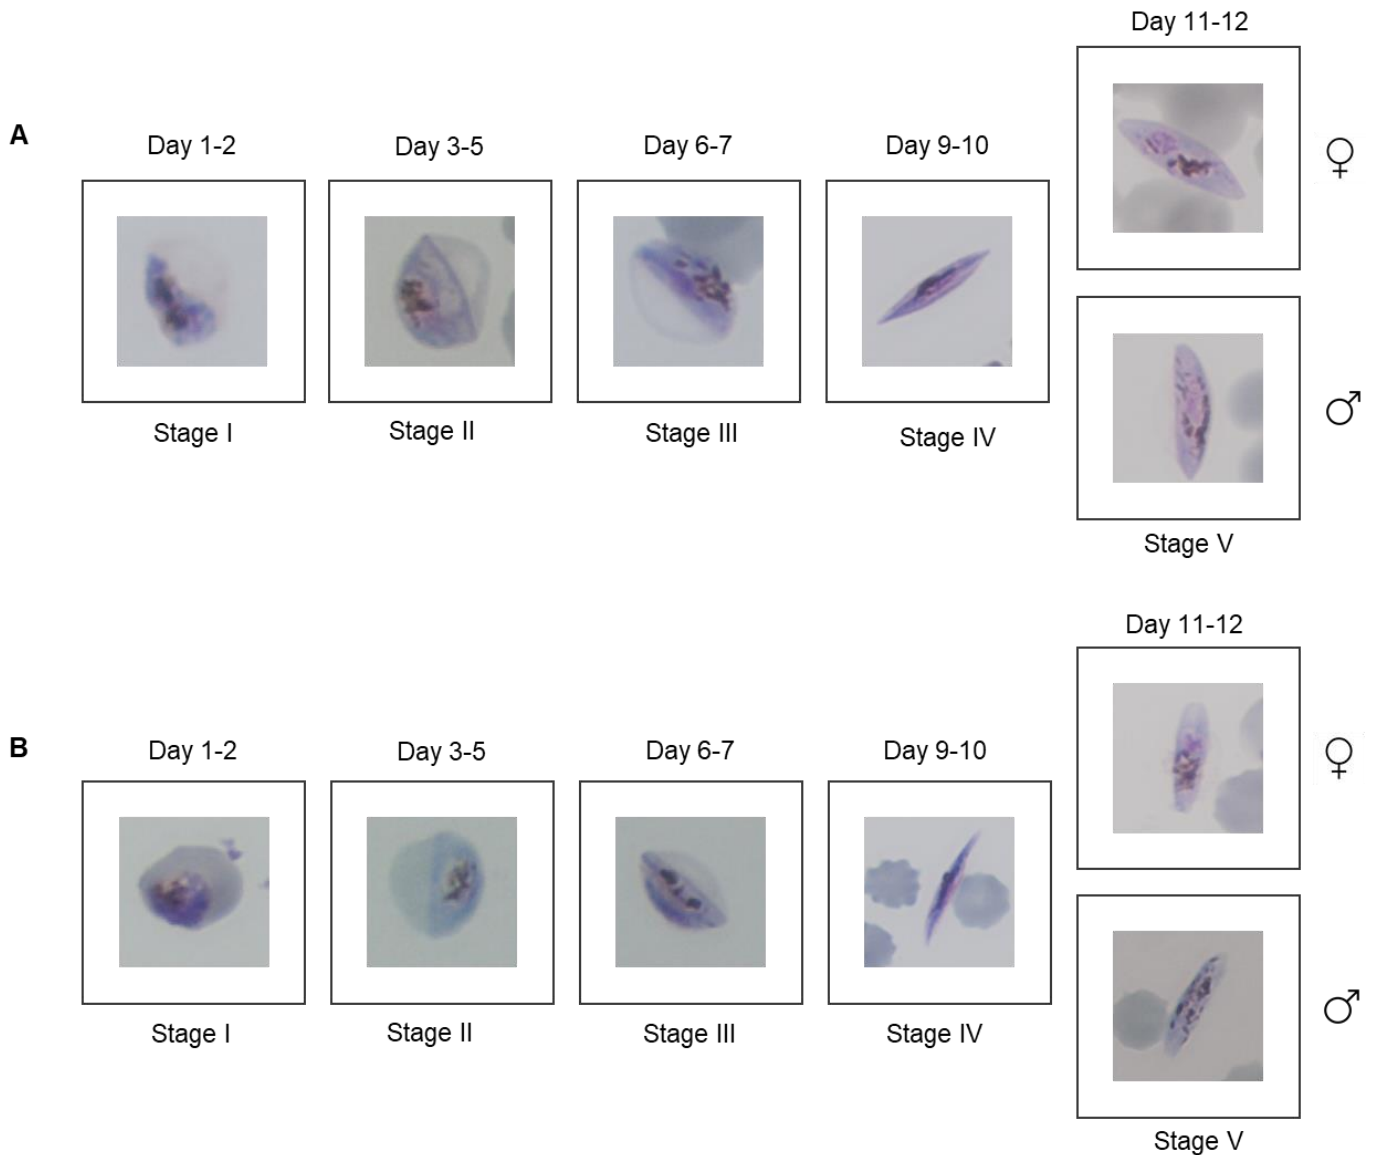 Day 11-12
A
Day 1-2
Day 3-5
Day 6-7
Day 9-10
♀
♂
Stage I
Stage II
Stage III
Stage IV
Stage V
Day 11-12
B
Day 1-2
Day 3-5
Day 6-7
Day 9-10
♀
♂
Stage I
Stage II
Stage III
Stage IV
Stage V